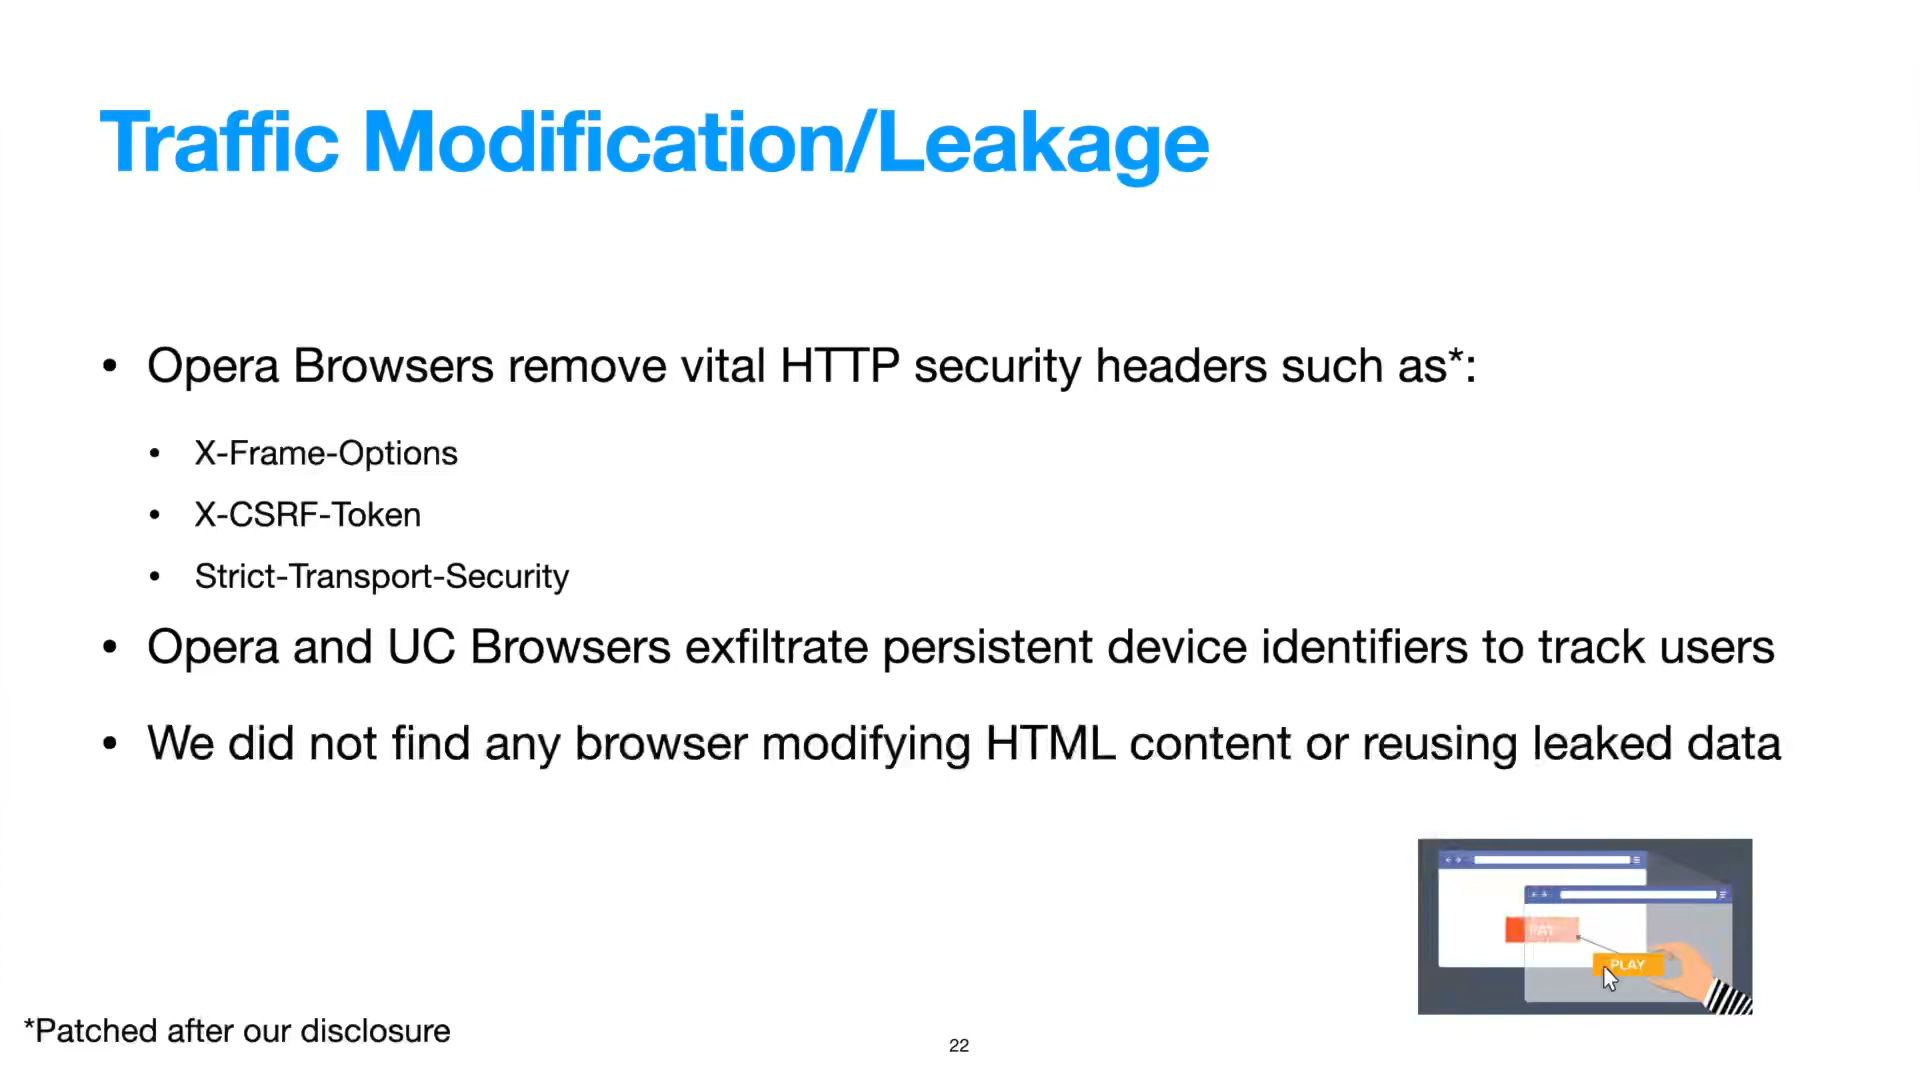 Traffic Modification/Leakage
• Opera Browsers remove vital HTTP security headers such as*:
• X-Frame-Options
• X-CSRF-Token
• Strict-Transport-Security
• Opera and UC Browsers exfiltrate persistent device identifiers to track users
• We did not find any browser modifying HTML content or reusing leaked data
PAY
PLAY
*Patched after our disclosure
22